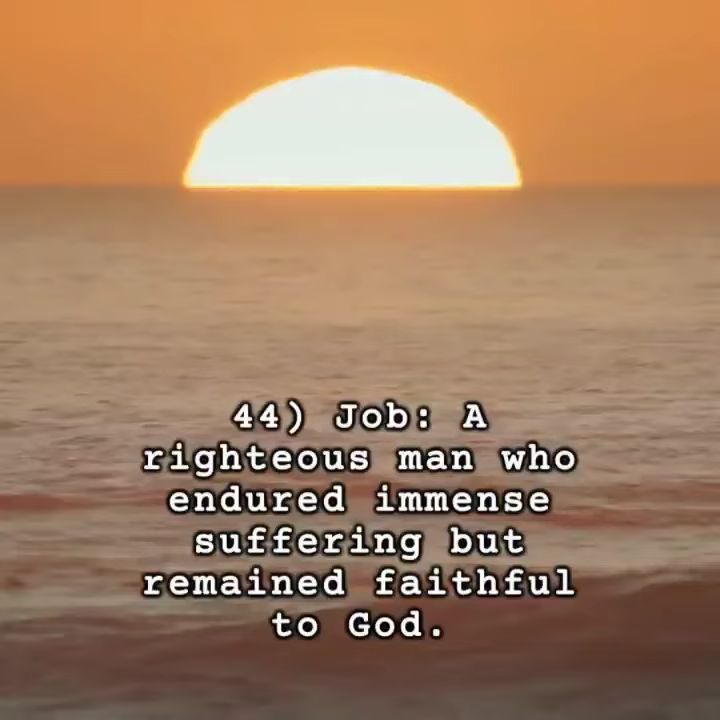 44) Job: A
righteous man who
endured immense
suffering but
remained faithful
to God.